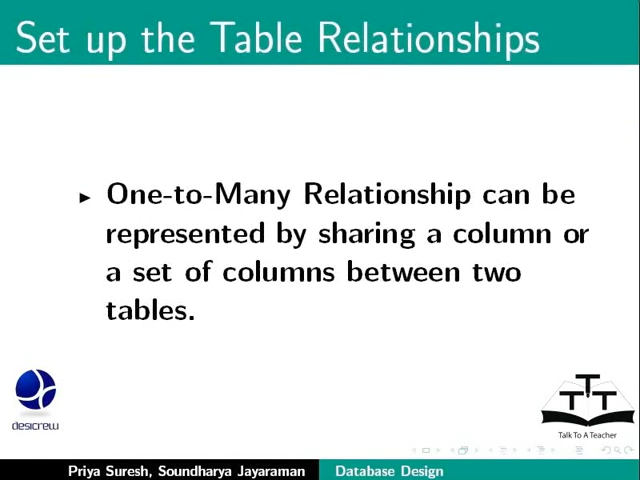 Set up the Table Relationships
One-to-Many Relationship can be
represented by sharing a column or
a set of columns between two
tables.
desicrew
T T T
Talk To A Teacher
Priya Suresh, Soundharya Jayaraman Database Design